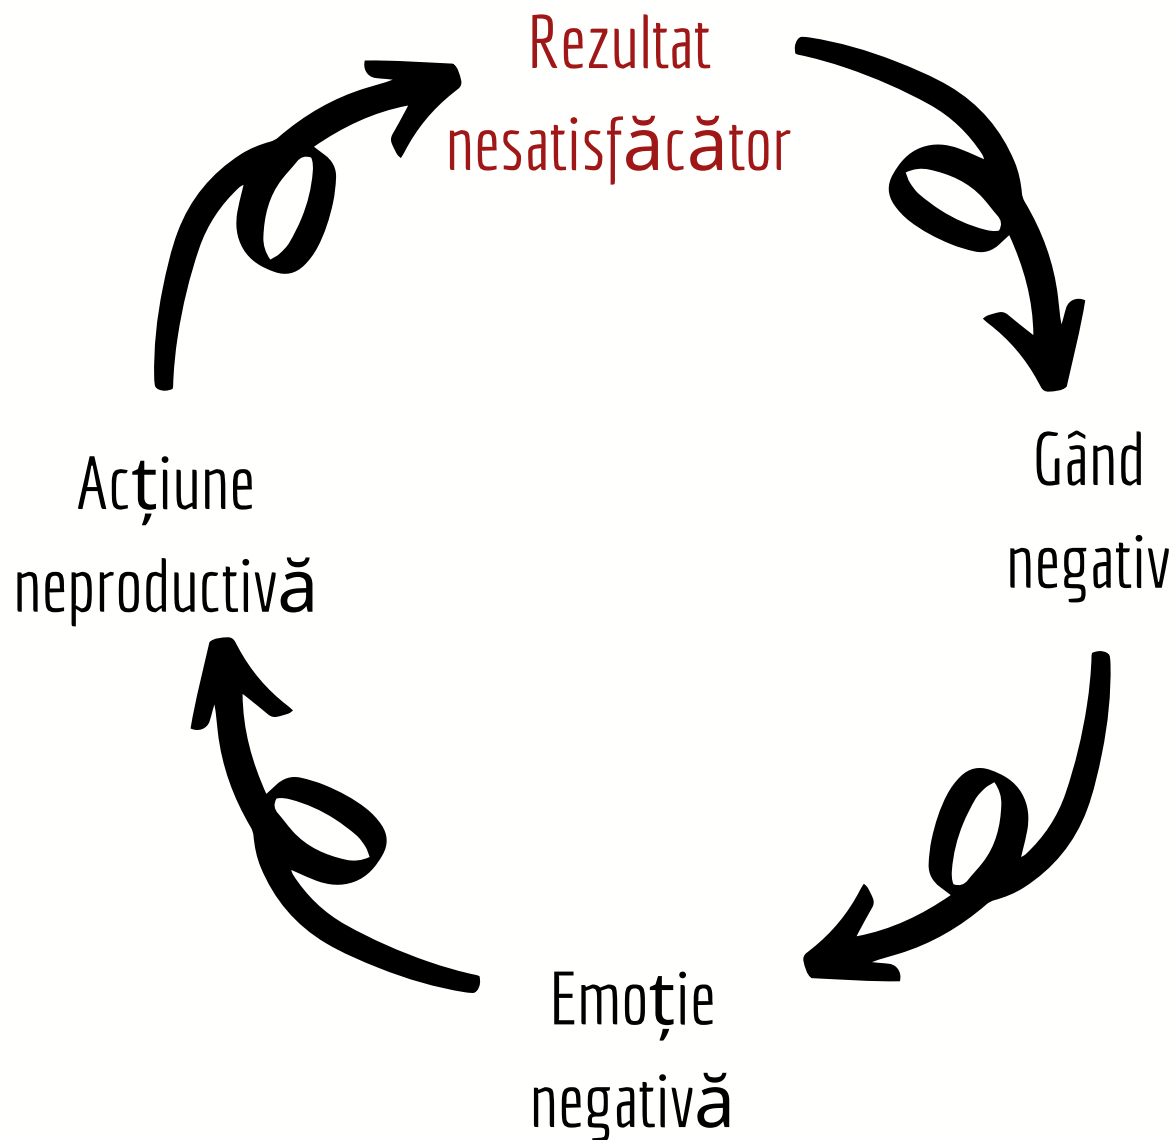 Rezultat
nesatisfăcător
Gând
negativ
Emoție
negativă
Acțiune
neproductivă